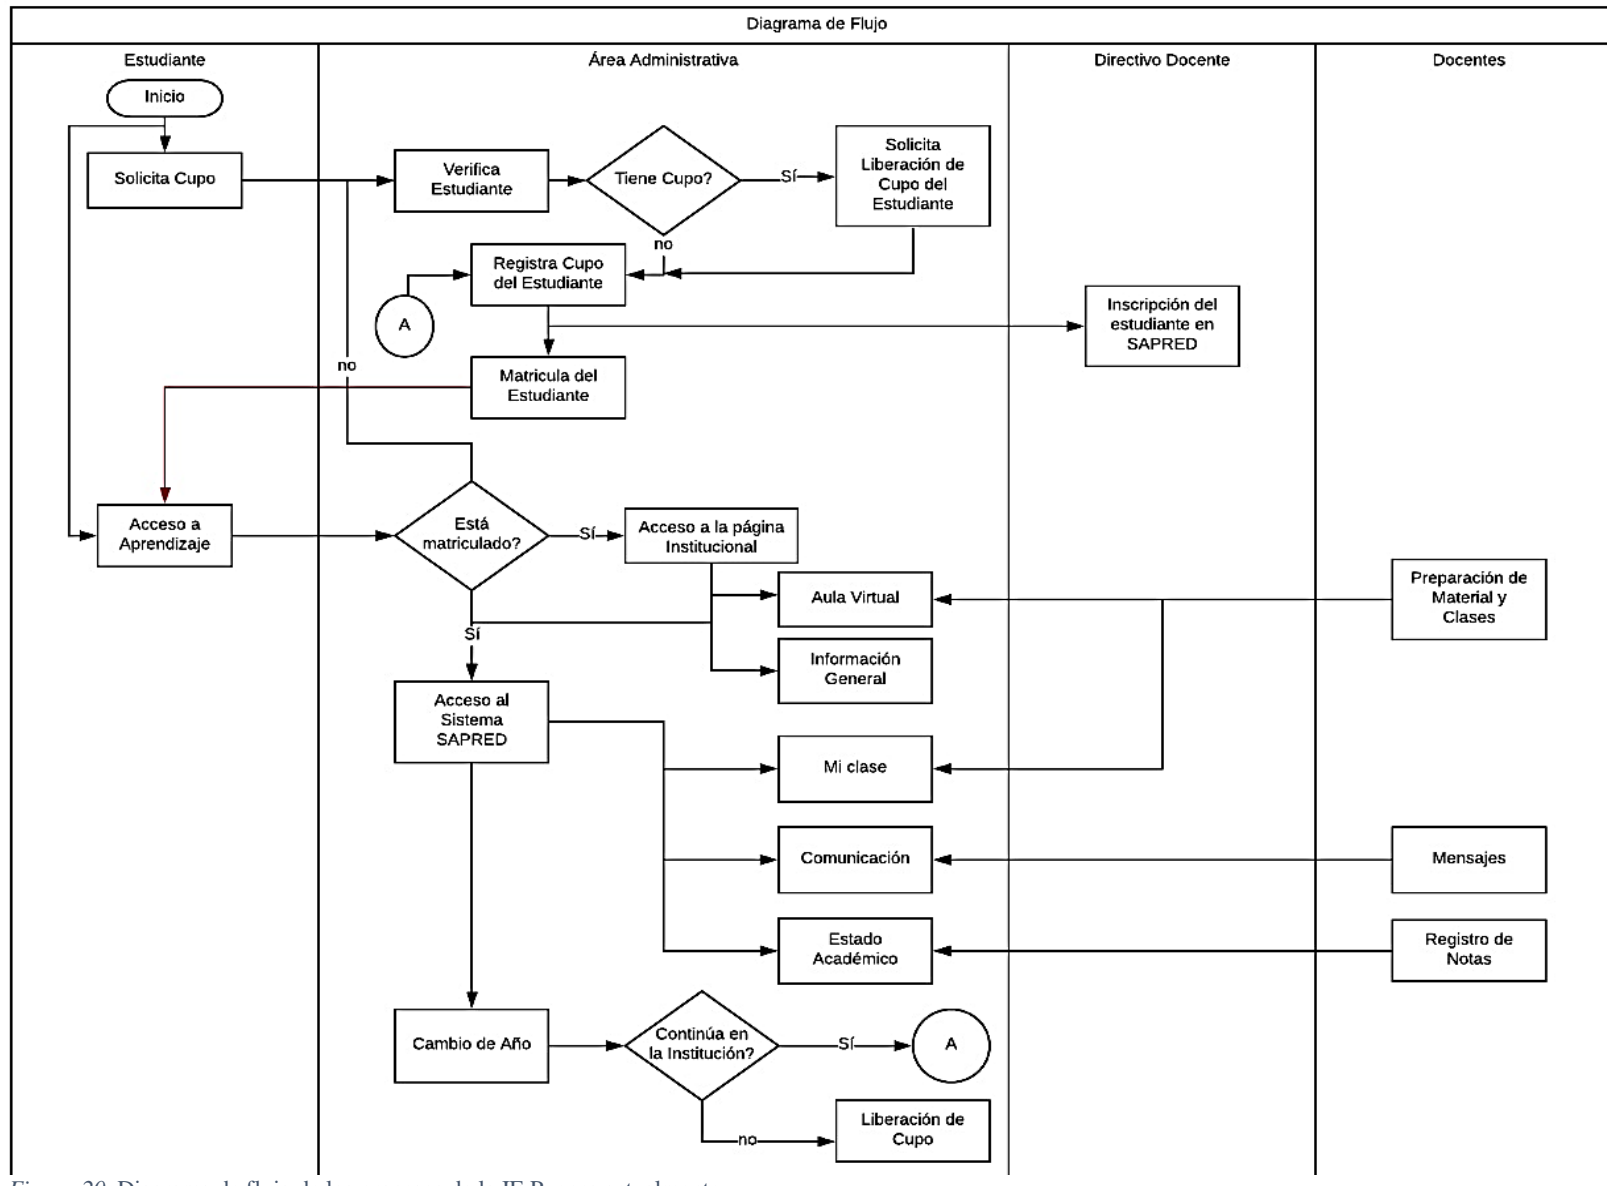 Diagrama de Flujo
Estudiante
Área Administrativa
Directivo Docente
Docentes
Inicio
Solicita Cupo
Verifica
Estudiante
Tiene Cupo?
Sí
Solicita
Liberación de
Cupo del
Estudiante
no
Registra Cupo
del Estudiante
A
Inscripción del
estudiante en
SAPRED
no
Matricula del
Estudiante
Acceso a
Aprendizaje
Está
matriculado?
Sí
Acceso a la página
Institucional
Aula Virtual
Preparación de
Material y
Clases
Sí
Información
General
Acceso al
Sistema
SAPRED
Mi clase
Comunicación
Mensajes
Estado
Académico
Registro de
Notas
Cambio de Año
Continúa en
la Institución?
Sí
A
no
Liberación de
Cupo